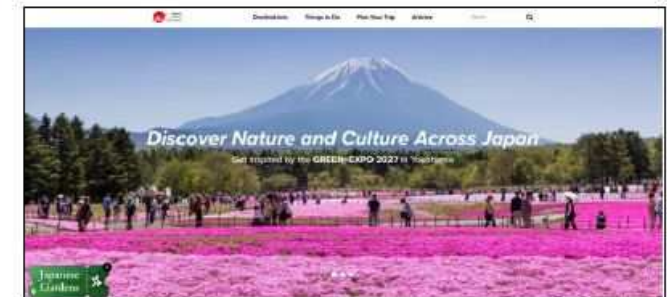 Destinations Things to Do Plan Your Trip Articles
Discover Nature and Culture Across Japan
Get inspired by the GREEN×EXPO 2027 in Yokohama
Japanese
Gardens